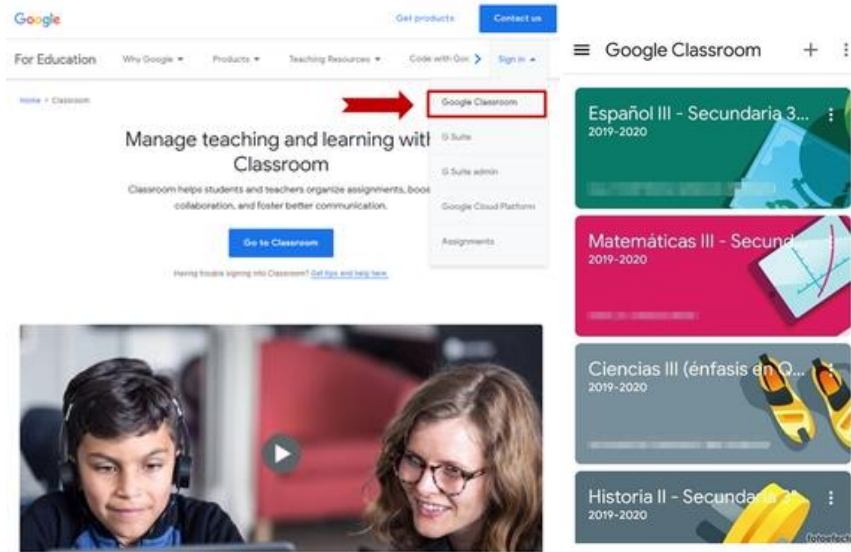 Google
Get products
Contact us
For Education
Why Google
Products
Teaching Resources
Code with Goo
Sign in
Home > Classroom
Google Classroom
G Suite
G Suite admin
Google Cloud Platform
Assignments
Manage teaching and learning with
Classroom
Classroom helps students and teachers organize assignments, boos
collaboration, and foster better communication.
Go to Classroom
Having trouble signing into Classroom? Get tips and help here.
Google Classroom
Español III - Secundaria 3...
2019-2020
Matemáticas III - Secund
2019-2020
Ciencias III (énfasis en Q...
2019-2020
Historia II - Secundaria 3°
2019-2020
fotoefect